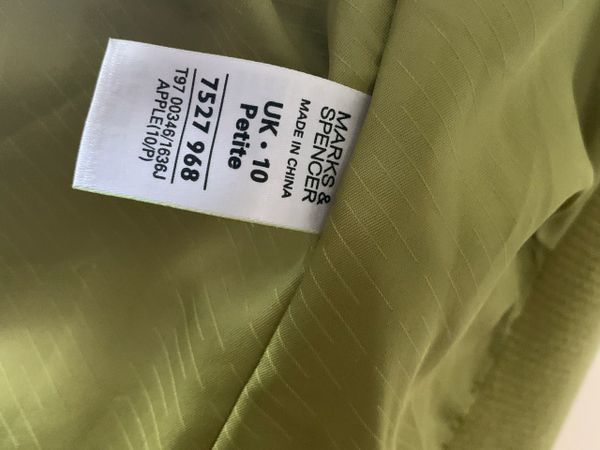 MARKS &
SPENCER
MADE IN CHINA
UK • 10
Petite
7527 968
T97 00346/1636J
APPLE(10/P)